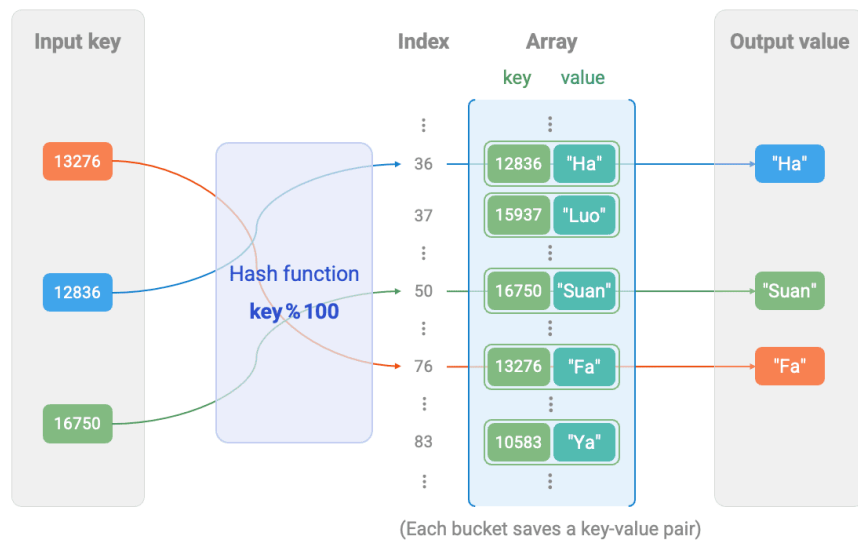 Input key
Index
Array
Output value
key value
13276
36
12836 "Ha"
"Ha"
37
15937 "Luo"
Hash function
key % 100
12836
50
16750 "Suan"
"Suan"
76
13276 "Fa"
"Fa"
16750
83
10583 "Ya"
(Each bucket saves a key-value pair)